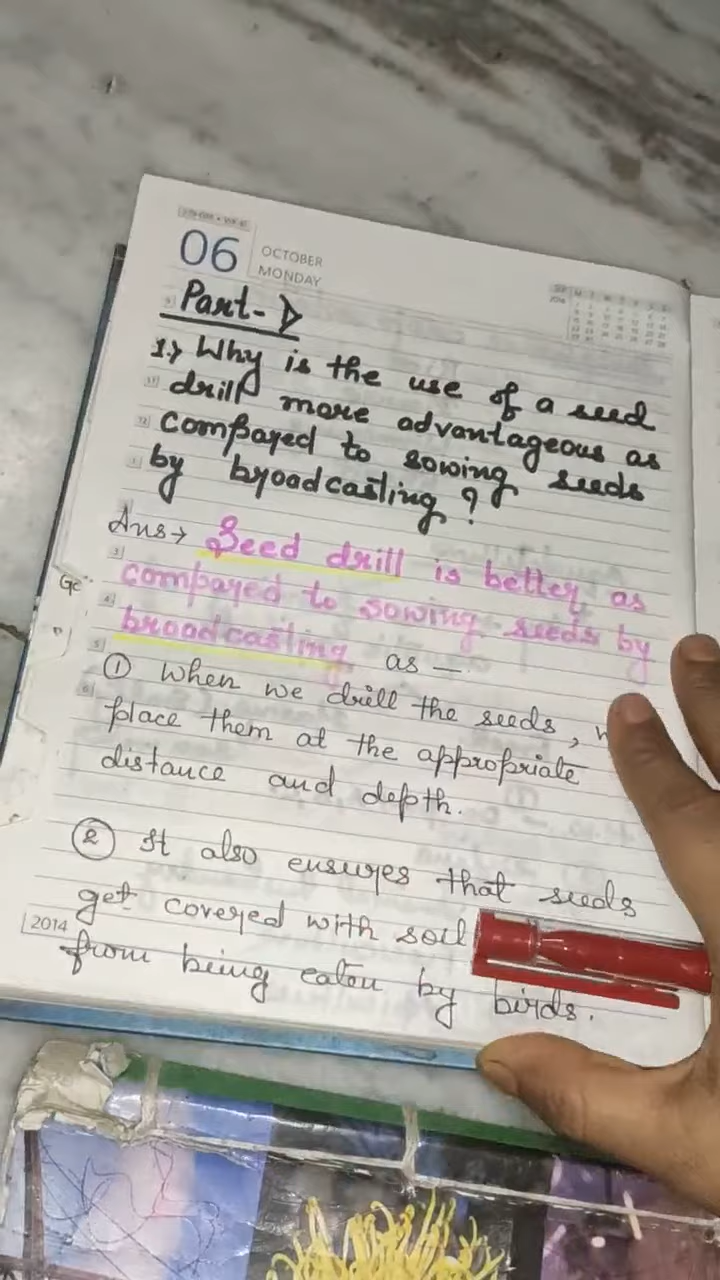 06
OCTOBER
MONDAY
Part - D
1.) Why is the use of a seed
drill more advantageous as
compared to sowing seeds
by broadcasting ?
Ans → Seed drill is better as
compared to sowing seeds by
broadcasting as —
① When we drill the seeds,
place them at the appropriate
distance and depth.
② It also ensures that seeds
get covered with soil
2014
from being eaten by birds.